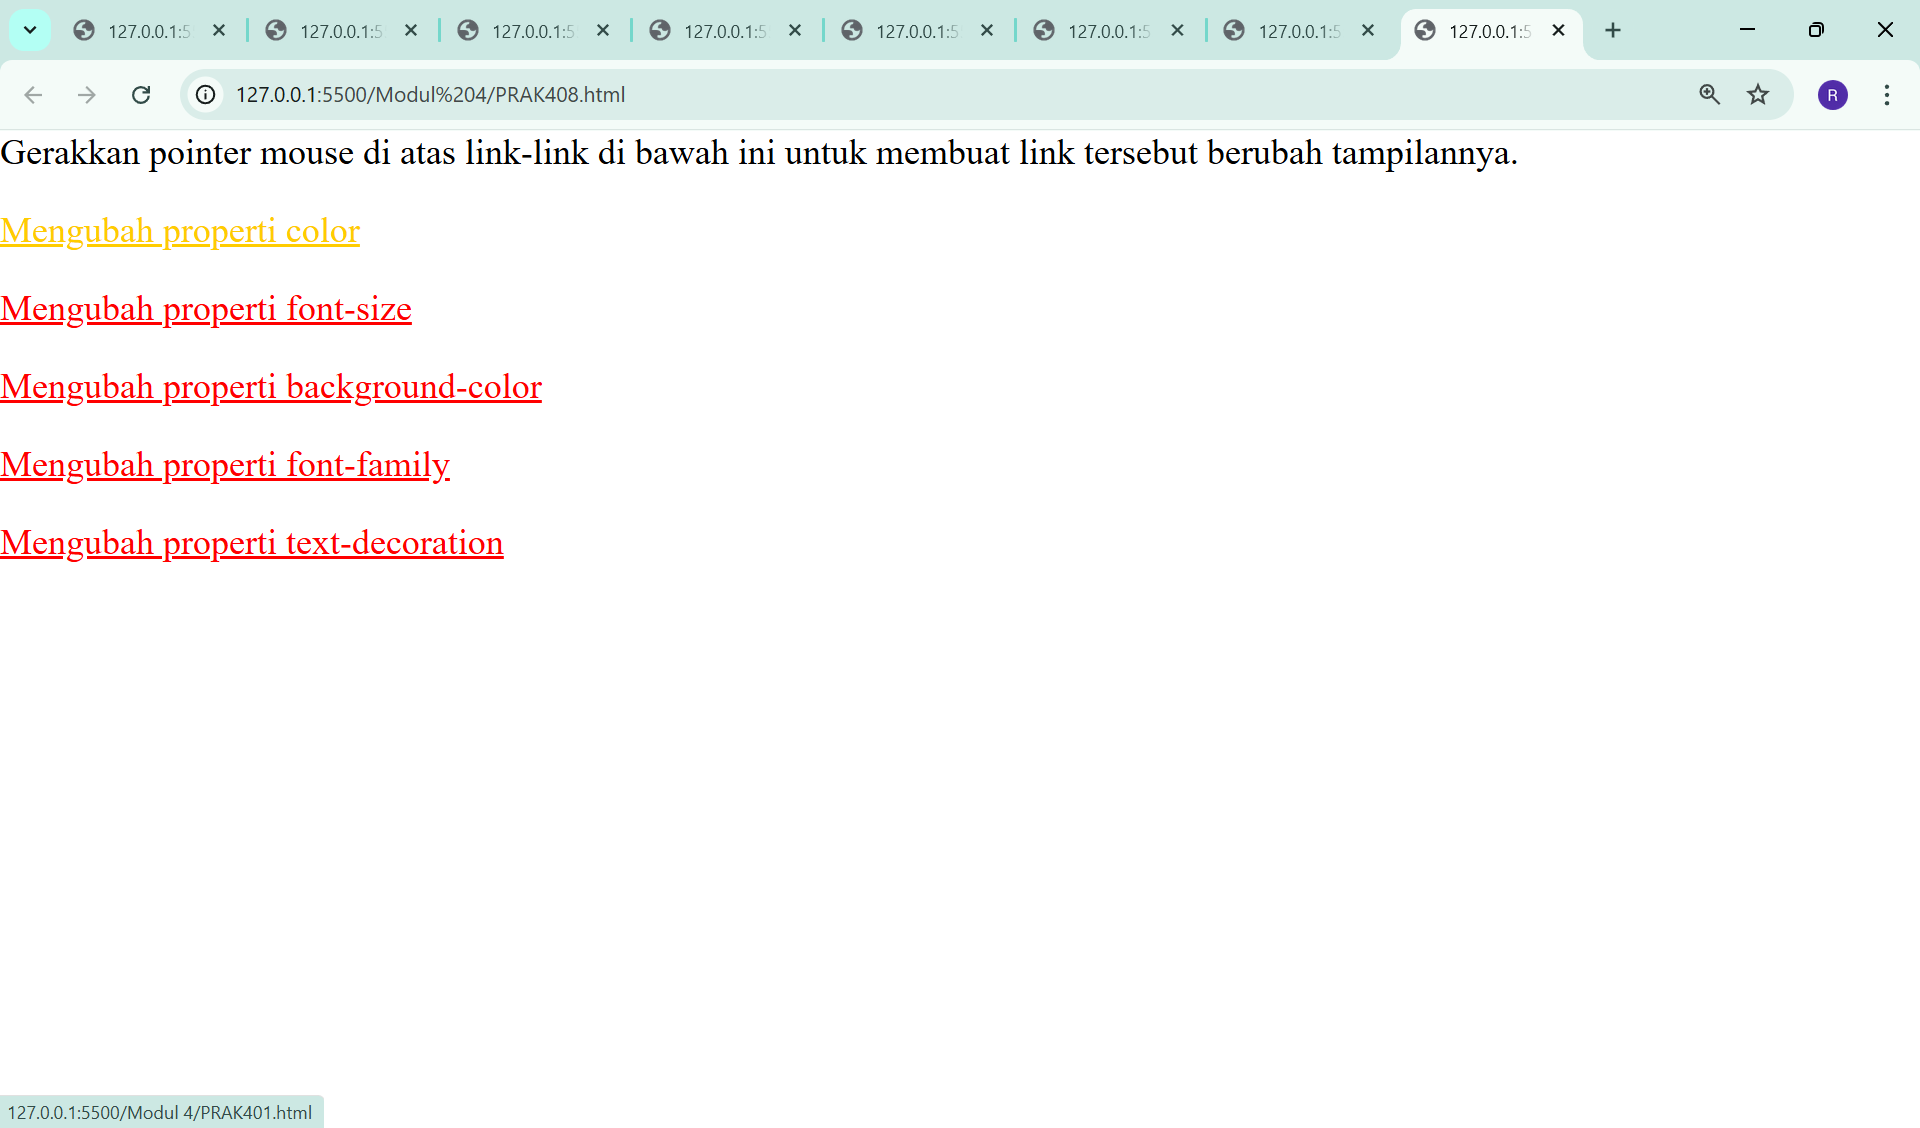 127.0.0.1:5 127.0.0.1:5 127.0.0.1:5 127.0.0.1:5 127.0.0.1:5 127.0.0.1:5 127.0.0.1:5 127.0.0.1:5
127.0.0.1:5500/Modul%204/PRAK408.html R
Gerakkan pointer mouse di atas link-link di bawah ini untuk membuat link tersebut berubah tampilannya.
Mengubah properti color
Mengubah properti font-size
Mengubah properti background-color
Mengubah properti font-family
Mengubah properti text-decoration
127.0.0.1:5500/Modul 4/PRAK401.html